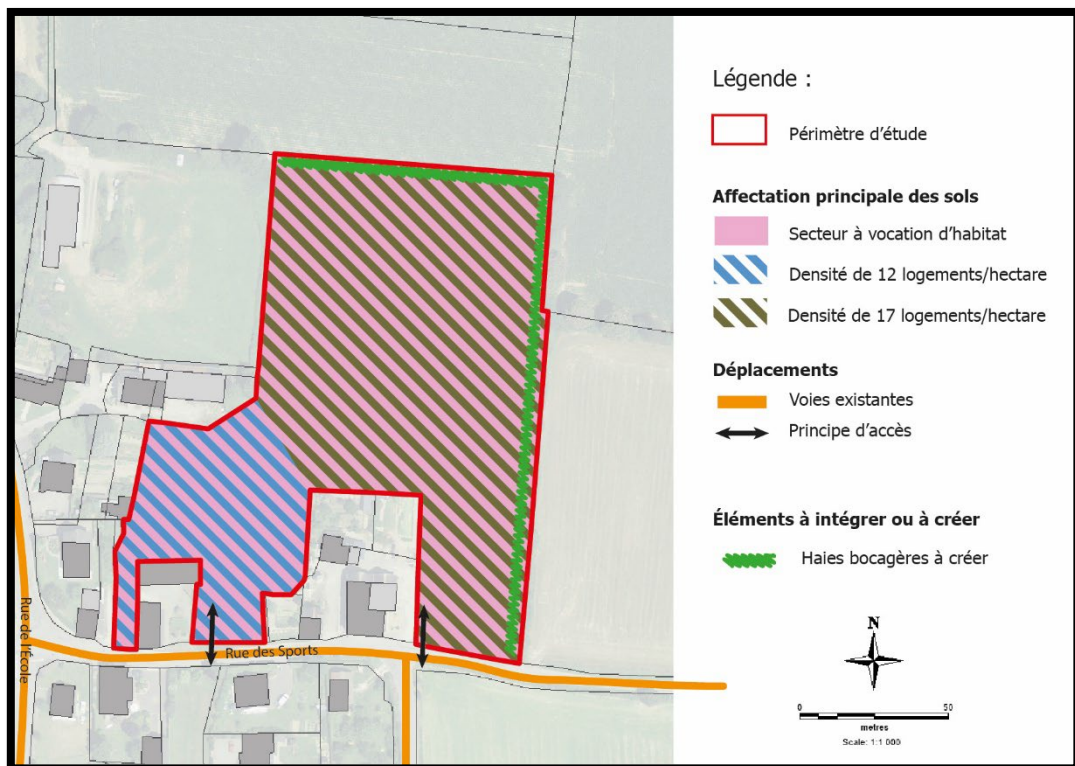 Légende :
Périmètre d'étude
Affectation principale des sols
Secteur à vocation d'habitat
Densité de 12 logements/hectare
Densité de 17 logements/hectare
Déplacements
Voies existantes
Principe d'accès
Éléments à intégrer ou à créer
Haies bocagères à créer
Rue de l'École
Rue des Sports
N
0 50
metres
Scale: 1:1 000